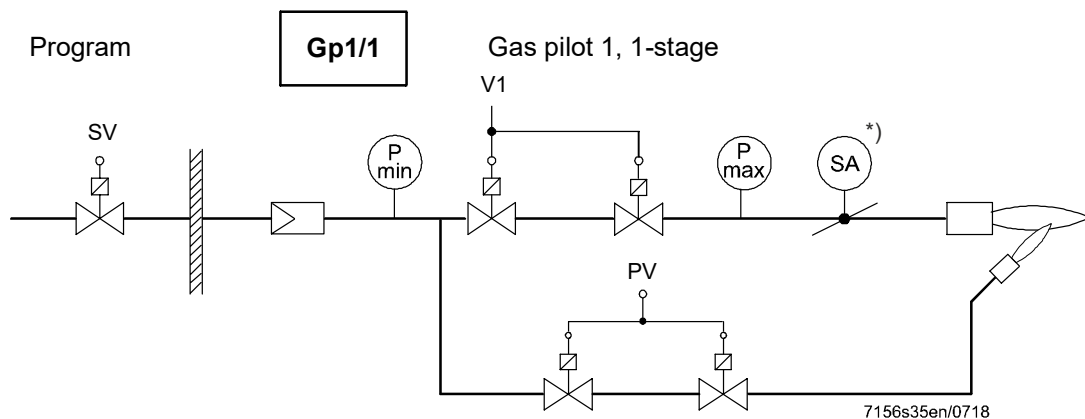 Program Gp1/1 Gas pilot 1, 1-stage
V1
SV
P min
P max
SA
*)
PV
7156s35en/0718